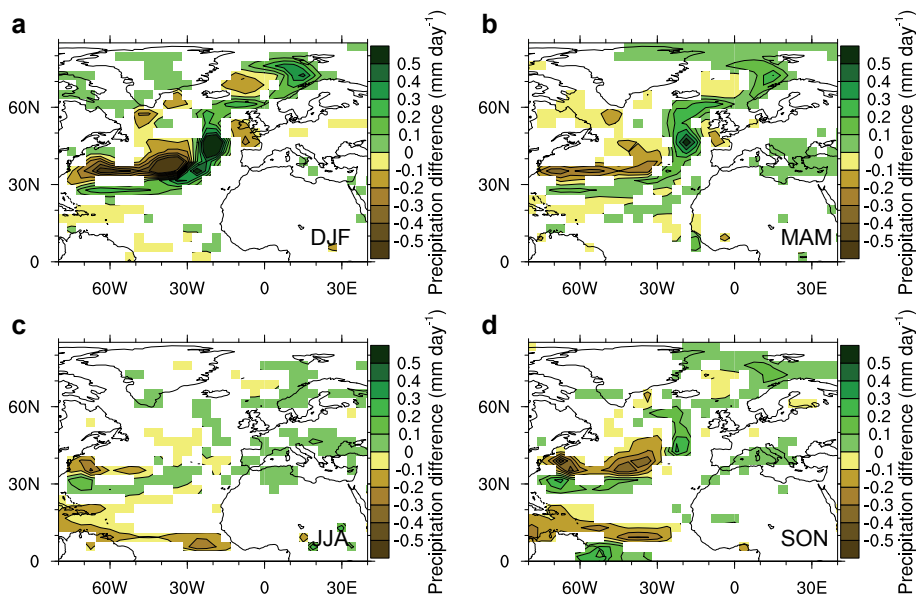 a
60N
30N
0
60W
30W
0
30E
DJF
0.5
0.4
0.3
0.2
0.1
0
-0.1
-0.2
-0.3
-0.4
-0.5
Precipitation difference (mm day⁻¹)
b
60N
30N
0
60W
30W
0
30E
MAM
0.5
0.4
0.3
0.2
0.1
0
-0.1
-0.2
-0.3
-0.4
-0.5
Precipitation difference (mm day⁻¹)
c
60N
30N
0
60W
30W
0
30E
JJA
0.5
0.4
0.3
0.2
0.1
0
-0.1
-0.2
-0.3
-0.4
-0.5
Precipitation difference (mm day⁻¹)
d
60N
30N
0
60W
30W
0
30E
SON
0.5
0.4
0.3
0.2
0.1
0
-0.1
-0.2
-0.3
-0.4
-0.5
Precipitation difference (mm day⁻¹)